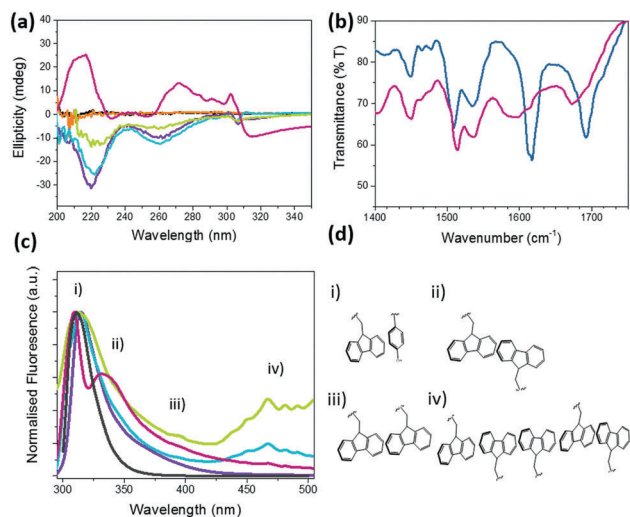 (a)
40
30
20
10
0
-10
-20
-30
Ellipticity (mdeg)
200 220 240 260 280 300 320 340
Wavelength (nm)
(b)
90
80
70
60
50
Transmittance (% T)
1400 1500 1600 1700
Wavenumber (cm⁻¹)
(c)
i)
ii)
iii)
iv)
Normalised Fluoresence (a.u.)
300 350 400 450 500
Wavelength (nm)
(d)
i)
ii)
iii)
iv)